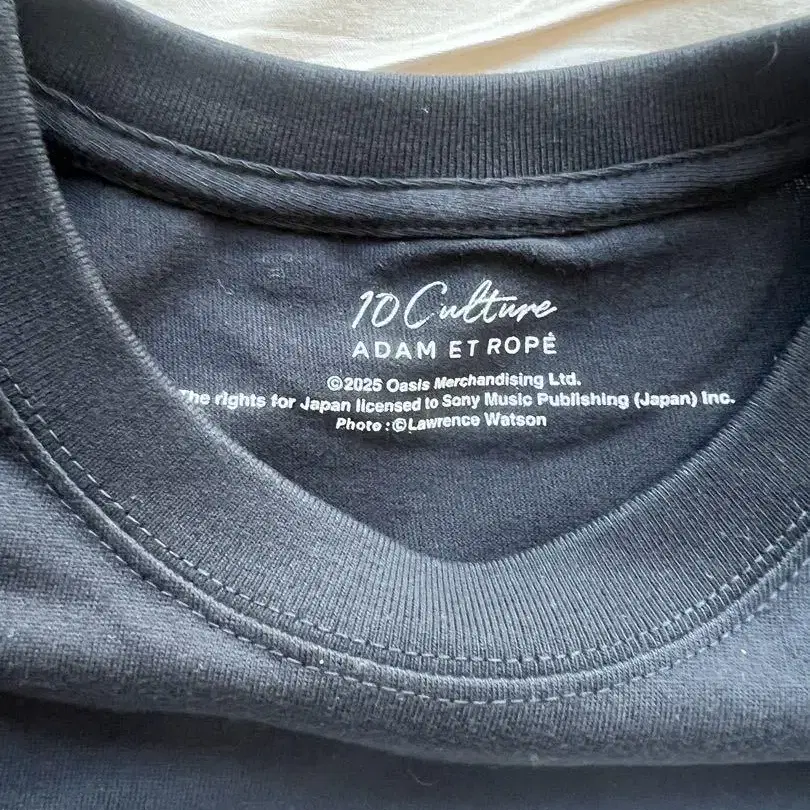 10 Culture
ADAM ET ROPÉ
©2025 Oasis Merchandising Ltd.
The rights for Japan licensed to Sony Music Publishing (Japan) Inc.
Photo : ©Lawrence Watson